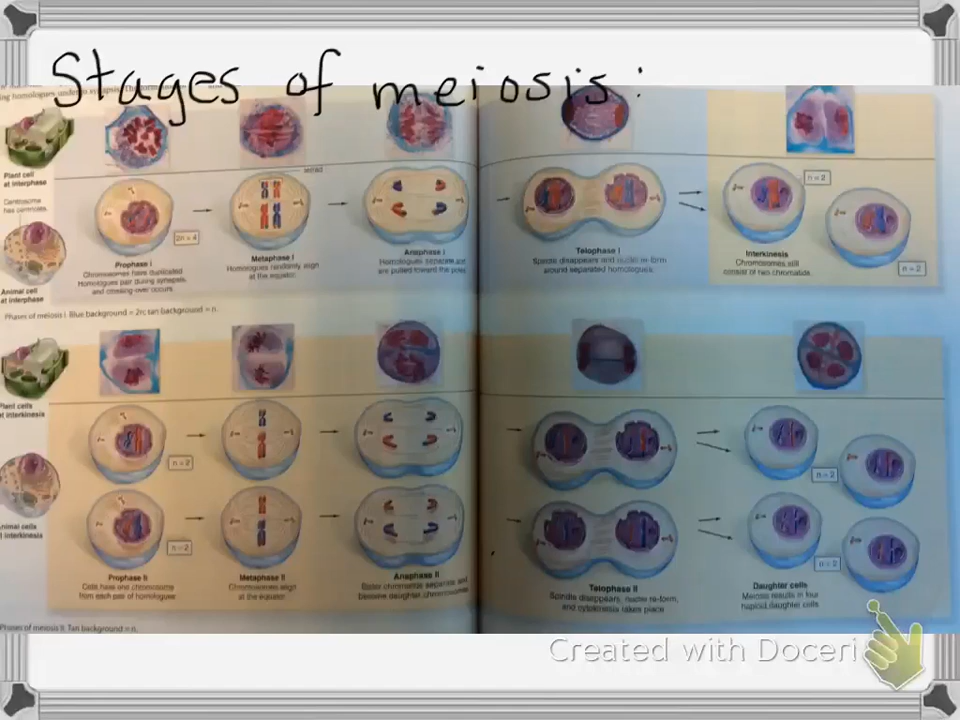 Stages of meiosis:
Plant cell
at interphase
Centrosome
has centrioles.
Animal cell
at interphase
2n = 4
Prophase I
Chromosomes have duplicated.
Homologues pair during synapsis,
and crossing-over occurs.
Metaphase I
Homologues randomly align
at the equator.
Anaphase I
Homologues separate and
are pulled toward the poles
Telophase I
Spindle disappears and nuclei re-form
around separated homologues.
n = 2
Interkinesis
Chromosomes still
consist of two chromatids.
n = 2
Phases of meiosis I. Blue background = 2n; tan background = n.
Plant cells
at interkinesis
Animal cells
at interkinesis
n = 2
n = 2
Prophase II
Cells have one chromosome
from each pair of homologues.
Metaphase II
Chromosomes align
at the equator.
Anaphase II
Sister chromatids separate and
become daughter chromosomes
Telophase II
Spindle disappears, nuclei re-form,
and cytokinesis takes place
n = 2
n = 2
Daughter cells
Meiosis results in four
haploid daughter cells.
Phases of meiosis II. Tan background = n.
Created with Doceri